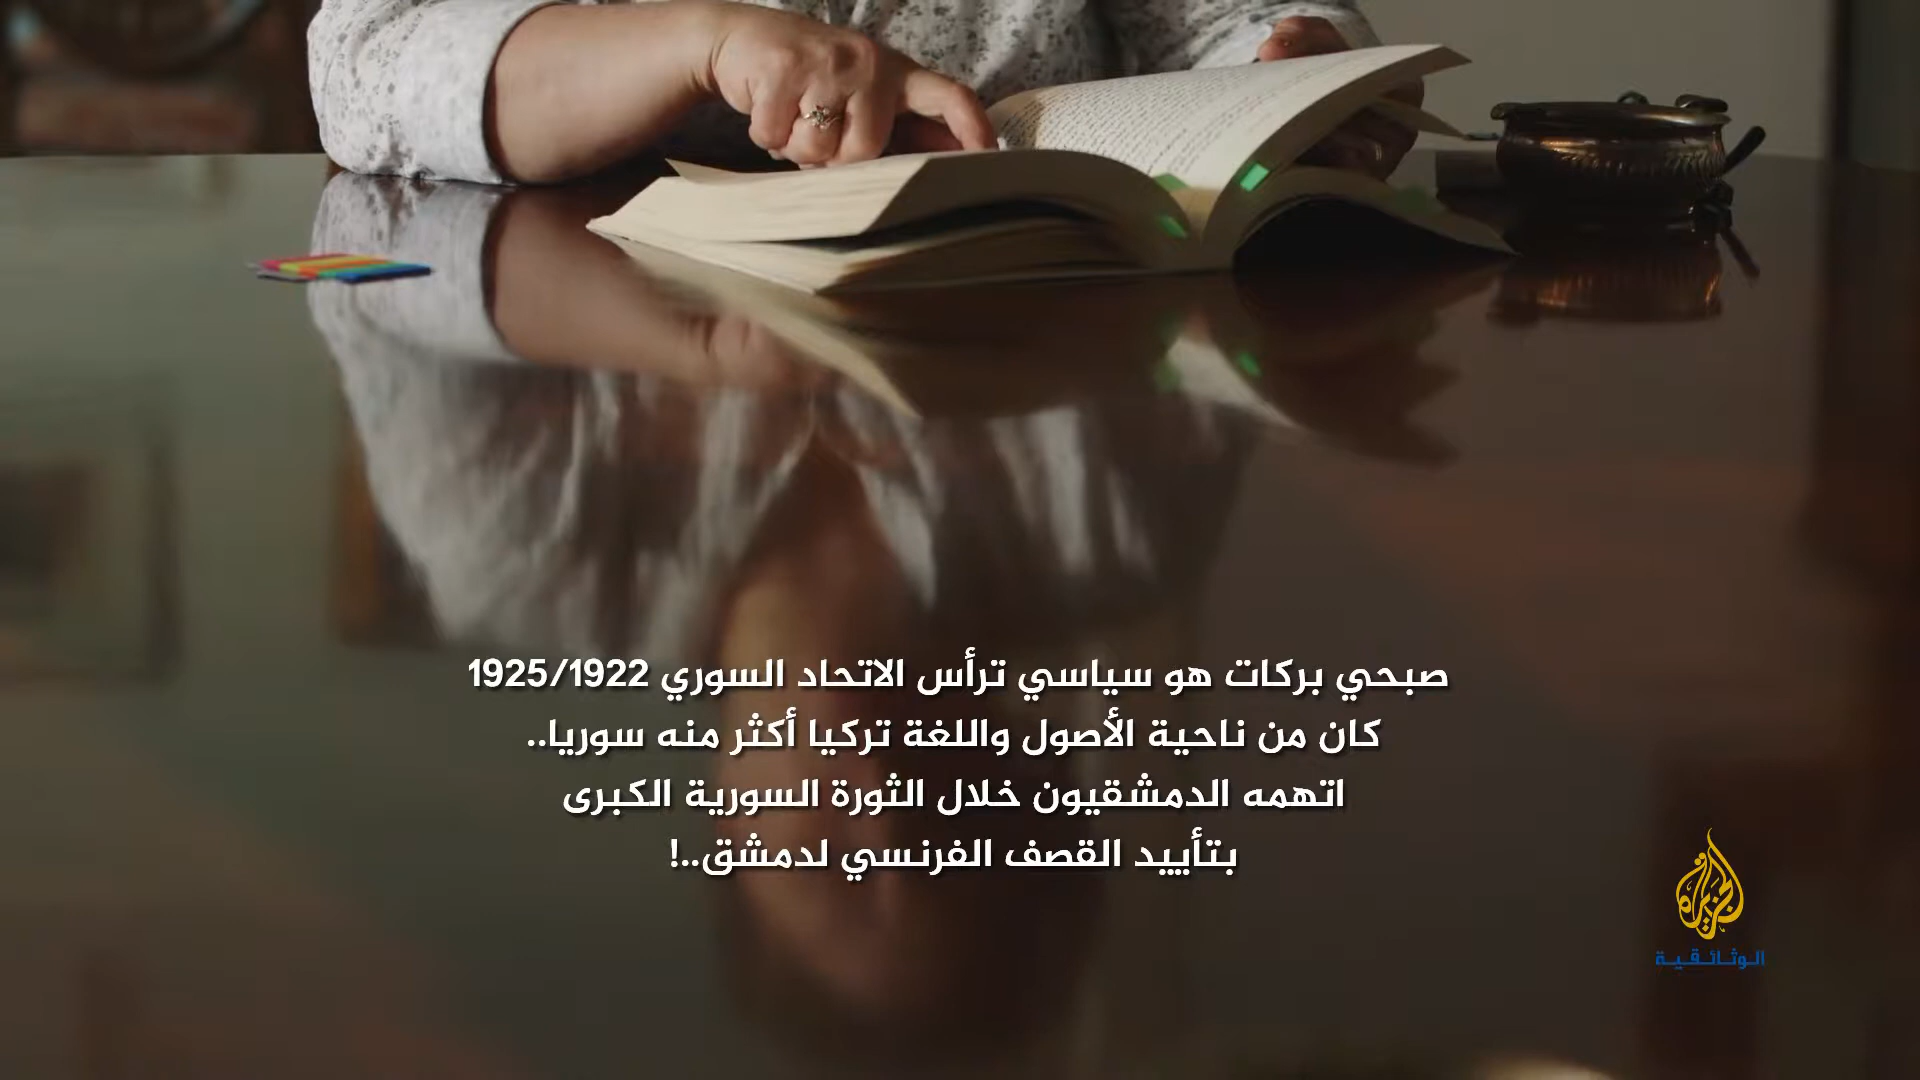 صبحي بركات هو سياسي ترأس الاتحاد السوري 1925/1922
كان من ناحية الأصول واللغة تركيا أكثر منه سوريا..
اتهمه الدمشقيون خلال الثورة السورية الكبرى
بتأييد القصف الفرنسي لدمشق..!
الجزيرة
الوثائقية